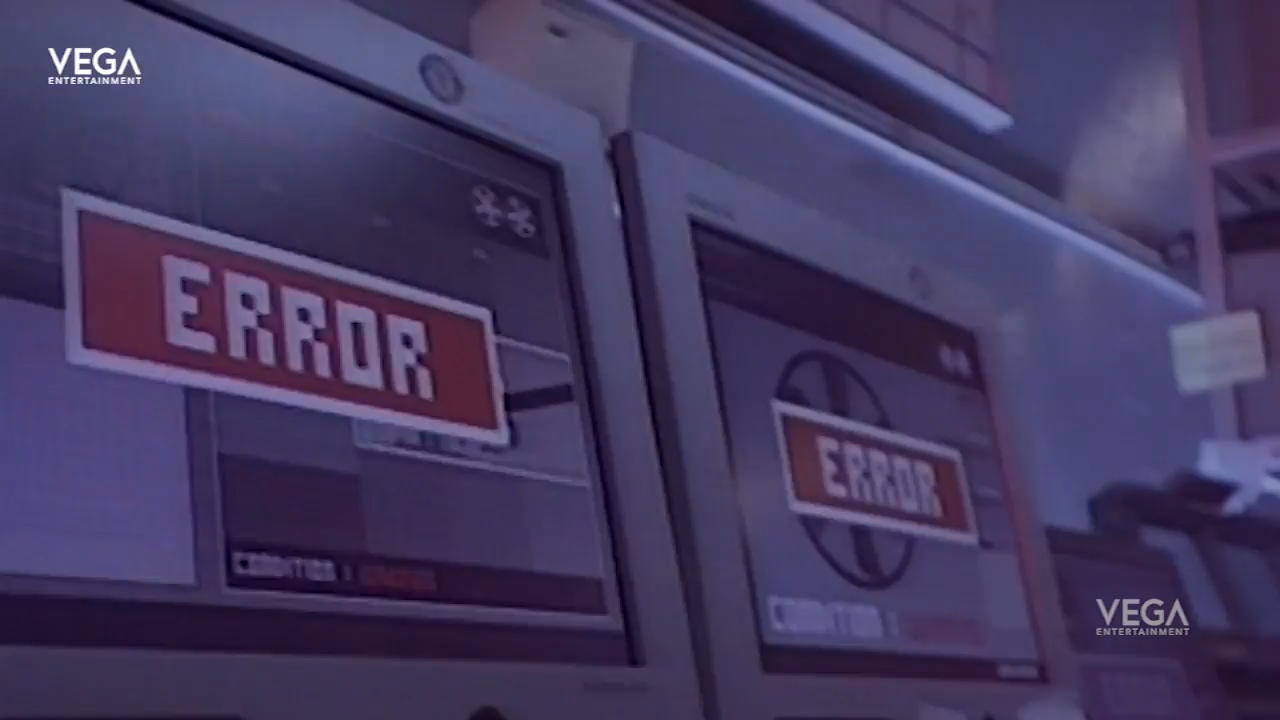 VEGA
ENTERTAINMENT
ERROR
ERROR
CONDITION :
CONDITION :
VEGA
ENTERTAINMENT